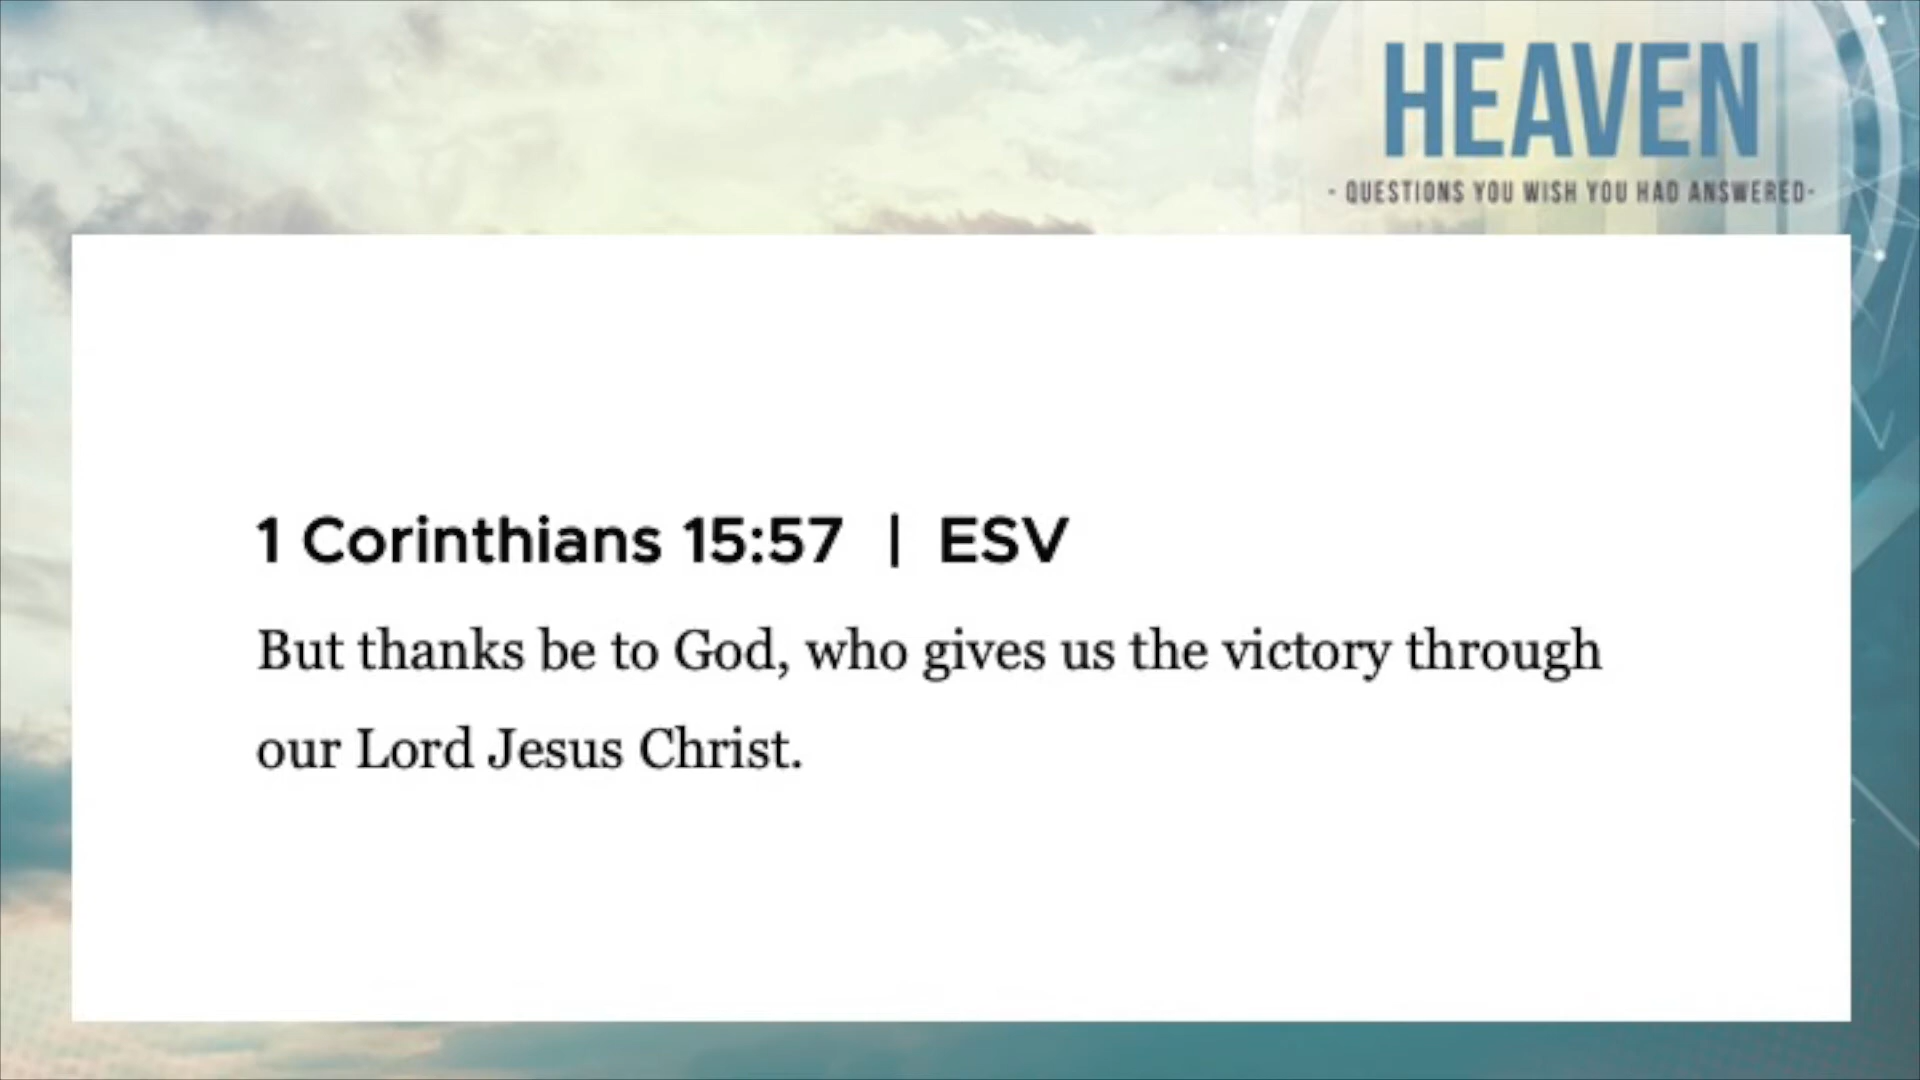 HEAVEN
- QUESTIONS YOU WISH YOU HAD ANSWERED-
1 Corinthians 15:57 | ESV
But thanks be to God, who gives us the victory through
our Lord Jesus Christ.